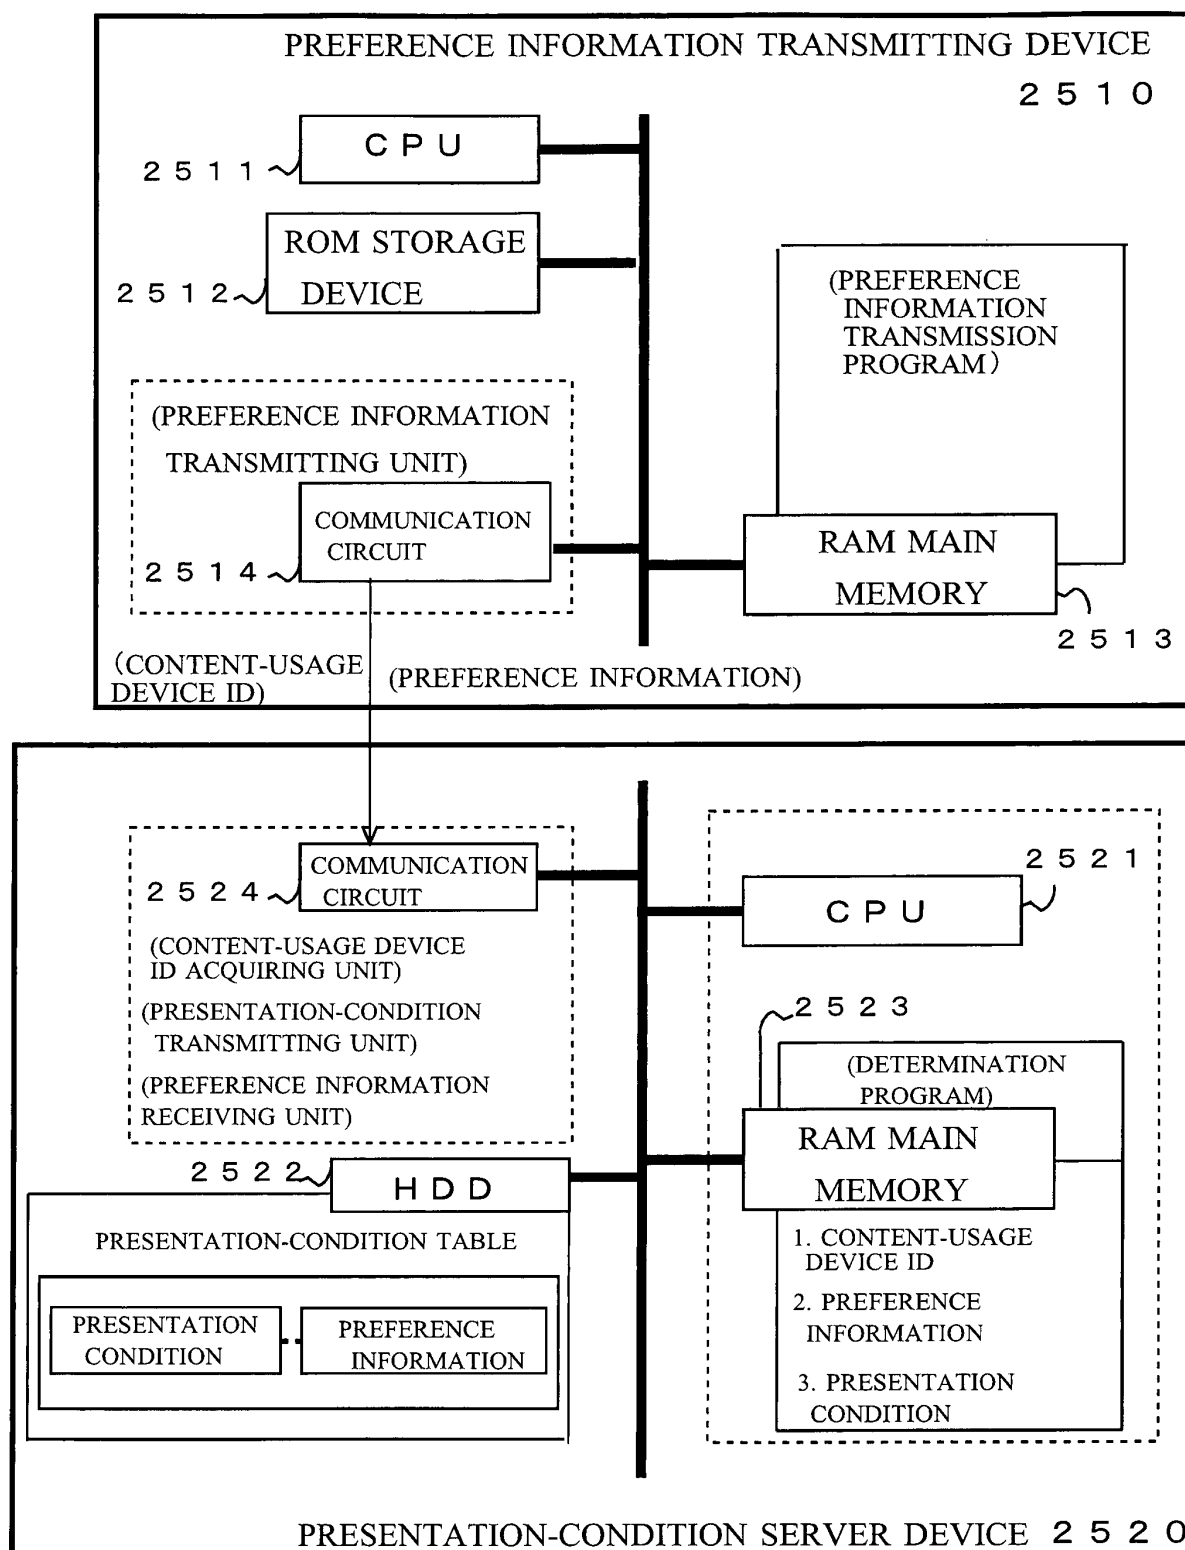 PREFERENCE INFORMATION TRANSMITTING DEVICE
2510
CPU
2511
ROM STORAGE
DEVICE
2512
(PREFERENCE
INFORMATION
TRANSMISSION
PROGRAM)
(PREFERENCE INFORMATION
TRANSMITTING UNIT)
COMMUNICATION
CIRCUIT
2514
RAM MAIN
MEMORY
2513
(CONTENT-USAGE
DEVICE ID)
(PREFERENCE INFORMATION)
COMMUNICATION
CIRCUIT
2524
2521
CPU
(CONTENT-USAGE DEVICE
ID ACQUIRING UNIT)
(PRESENTATION-CONDITION
TRANSMITTING UNIT)
(PREFERENCE INFORMATION
RECEIVING UNIT)
2523
(DETERMINATION
PROGRAM)
RAM MAIN
MEMORY
2522
HDD
PRESENTATION-CONDITION TABLE
PRESENTATION
CONDITION
PREFERENCE
INFORMATION
1. CONTENT-USAGE
DEVICE ID
2. PREFERENCE
INFORMATION
3. PRESENTATION
CONDITION
PRESENTATION-CONDITION SERVER DEVICE 2520